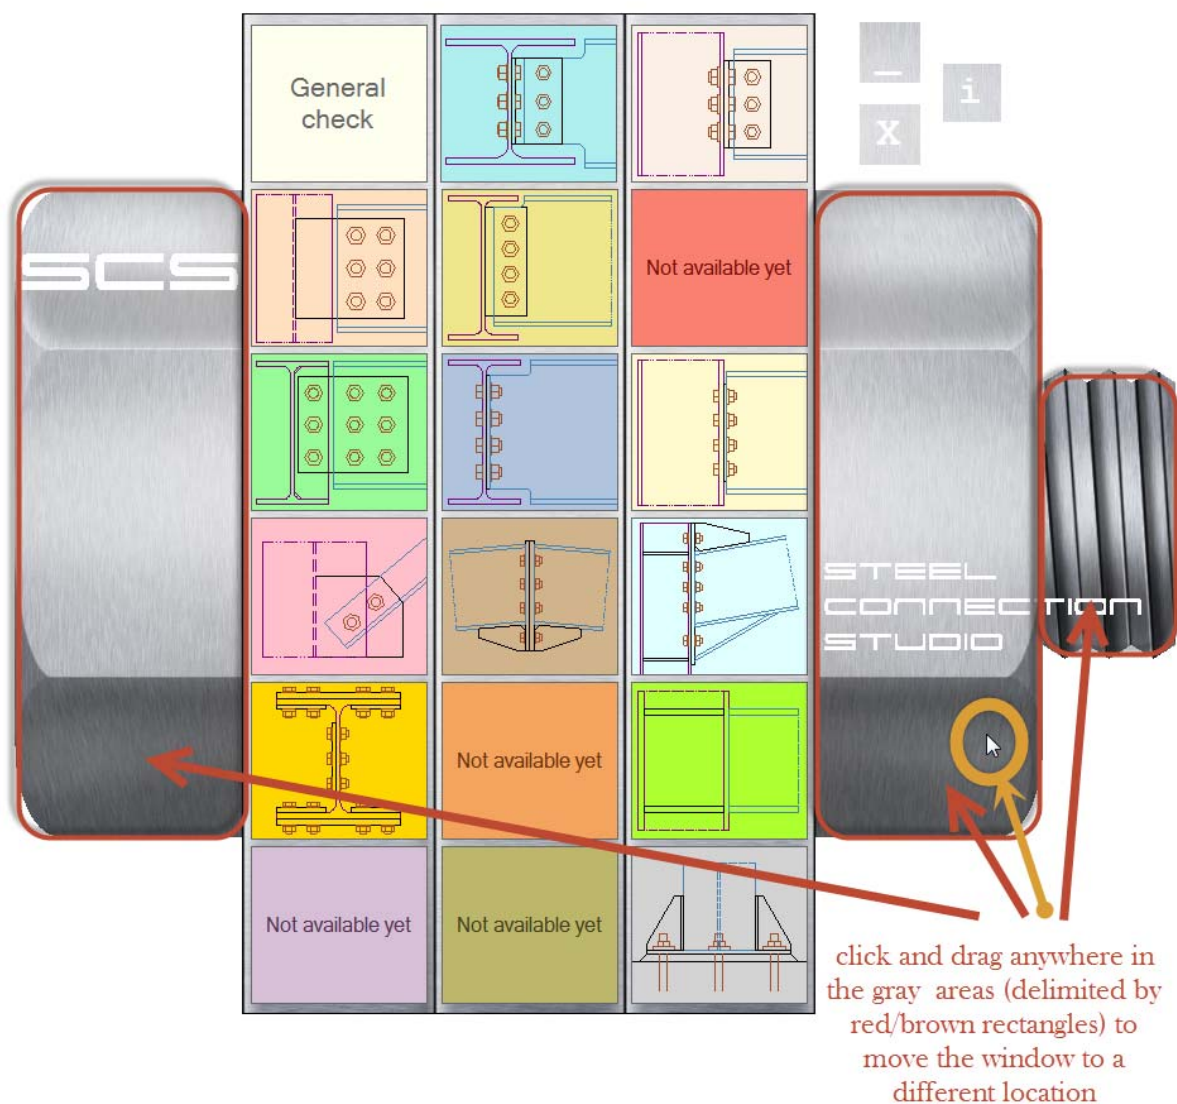 General
check
_
i
X
SCS
Not available yet
STEEL
CONNECTION
STUDIO
Not available yet
Not available yet
Not available yet
click and drag anywhere in
the gray areas (delimited by
red/brown rectangles) to
move the window to a
different location